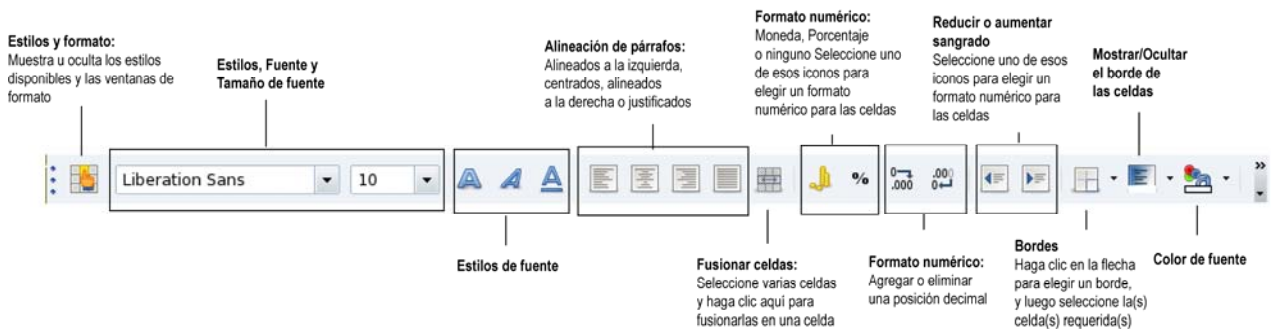 Estilos y formato:
Muestra u oculta los estilos
disponibles y las ventanas de
formato
Estilos, Fuente y
Tamaño de fuente
Alineación de párrafos:
Alineados a la izquierda,
centrados, alineados
a la derecha o justificados
Formato numérico:
Moneda, Porcentaje
o ninguno Seleccione uno
de esos iconos para
elegir un formato
numérico para las celdas
Reducir o aumentar
sangrado
Seleccione uno de esos
iconos para elegir un
formato numérico para
las celdas
Mostrar/Ocultar
el borde de
las celdas
Liberation Sans
10
A A A
%
0
.000
.000
0
»
Estilos de fuente
Fusionar celdas:
Seleccione varias celdas
y haga clic aquí para
fusionarlas en una celda
Formato numérico:
Agregar o eliminar
una posición decimal
Bordes
Haga clic en la flecha
para elegir un borde,
y luego seleccione la(s)
celda(s) requerida(s)
Color de fuente